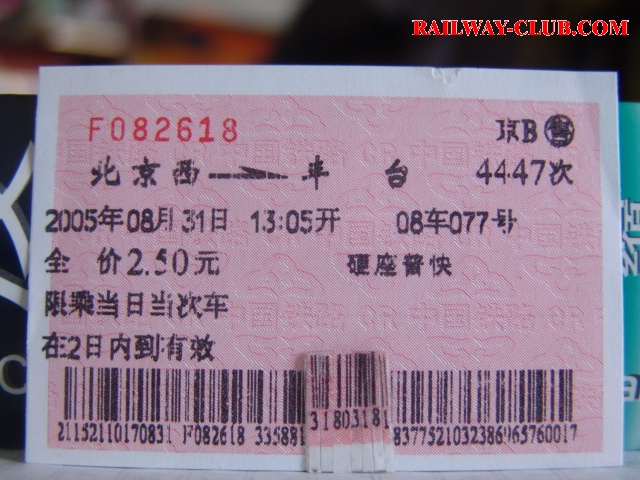 RAILWAY-CLUB.COM
F082618 京B 售
北京西 丰台 4447次
2005年08月31日 13:05开 08车077号
全价2.50元 硬座普快
限乘当日当次车
在2日内到有效
31803181
21152110170831 F082618